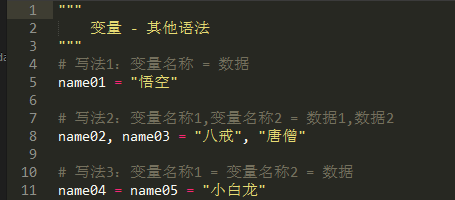 1 """
2     变量 - 其他语法
3 """
4 # 写法1：变量名称 = 数据
5 name01 = "悟空"
6
7 # 写法2：变量名称1,变量名称2 = 数据1,数据2
8 name02, name03 = "八戒", "唐僧"
9
10 # 写法3：变量名称1 = 变量名称2 = 数据
11 name04 = name05 = "小白龙"